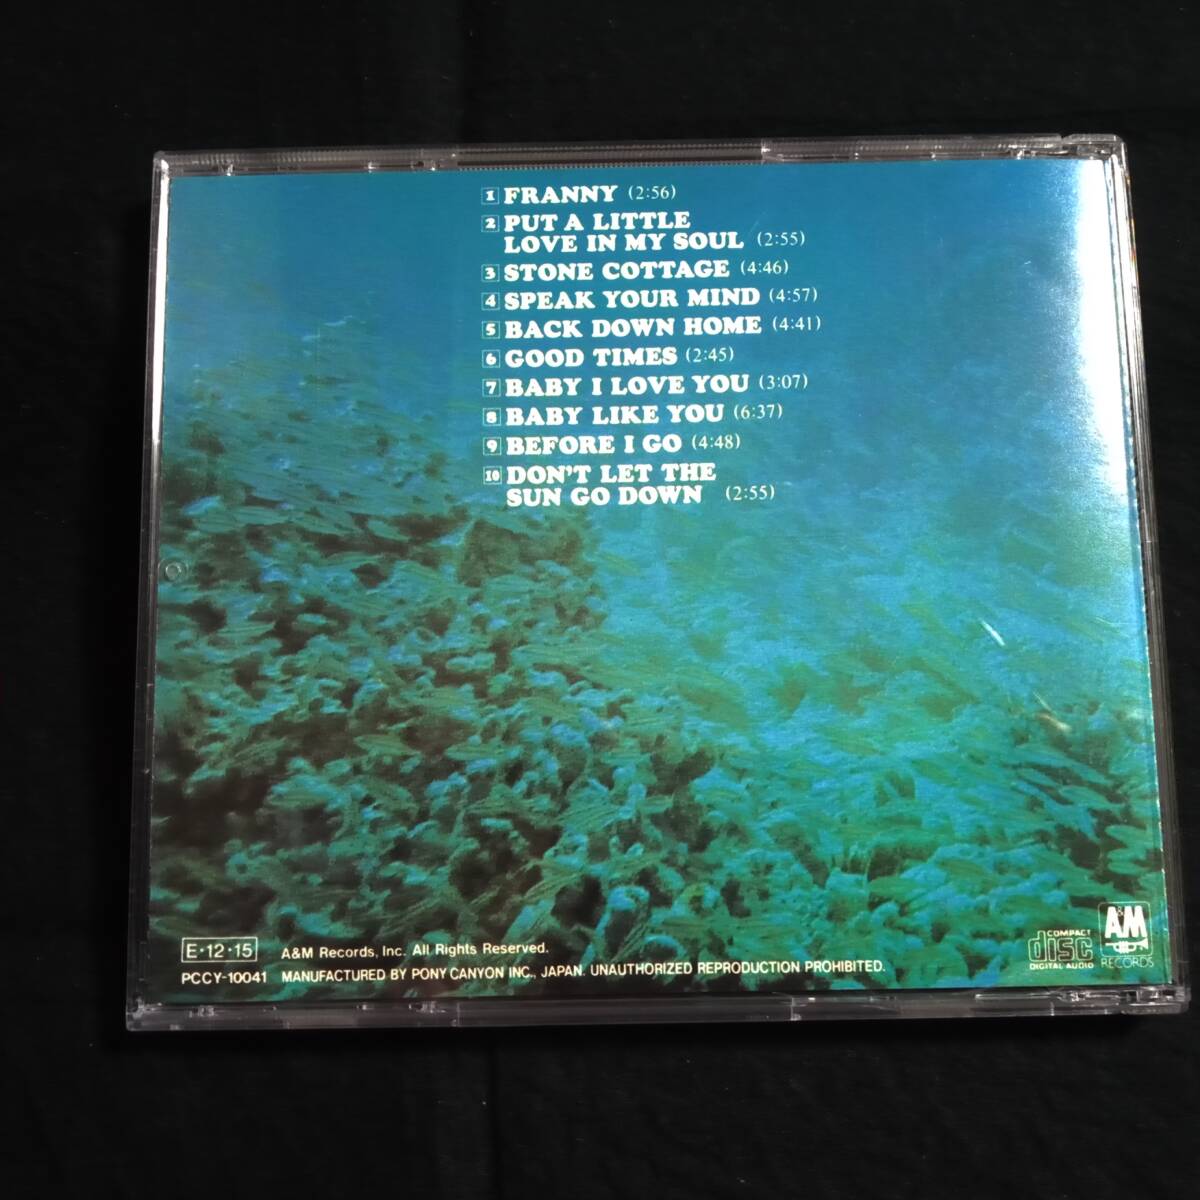 1 FRANNY (2:56)
2 PUT A LITTLE
LOVE IN MY SOUL (2:55)
3 STONE COTTAGE (4:46)
4 SPEAK YOUR MIND (4:57)
5 BACK DOWN HOME (4:41)
6 GOOD TIMES (2:45)
7 BABY I LOVE YOU (3:07)
8 BABY LIKE YOU (6:37)
9 BEFORE I GO (4:48)
10 DON'T LET THE
SUN GO DOWN (2:55)
E·12·15 A&M Records, Inc. All Rights Reserved.
PCCY-10041 MANUFACTURED BY PONY CANYON INC., JAPAN. UNAUTHORIZED REPRODUCTION PROHIBITED.
COMPACT
disc
DIGITAL AUDIO
A&M
RECORDS